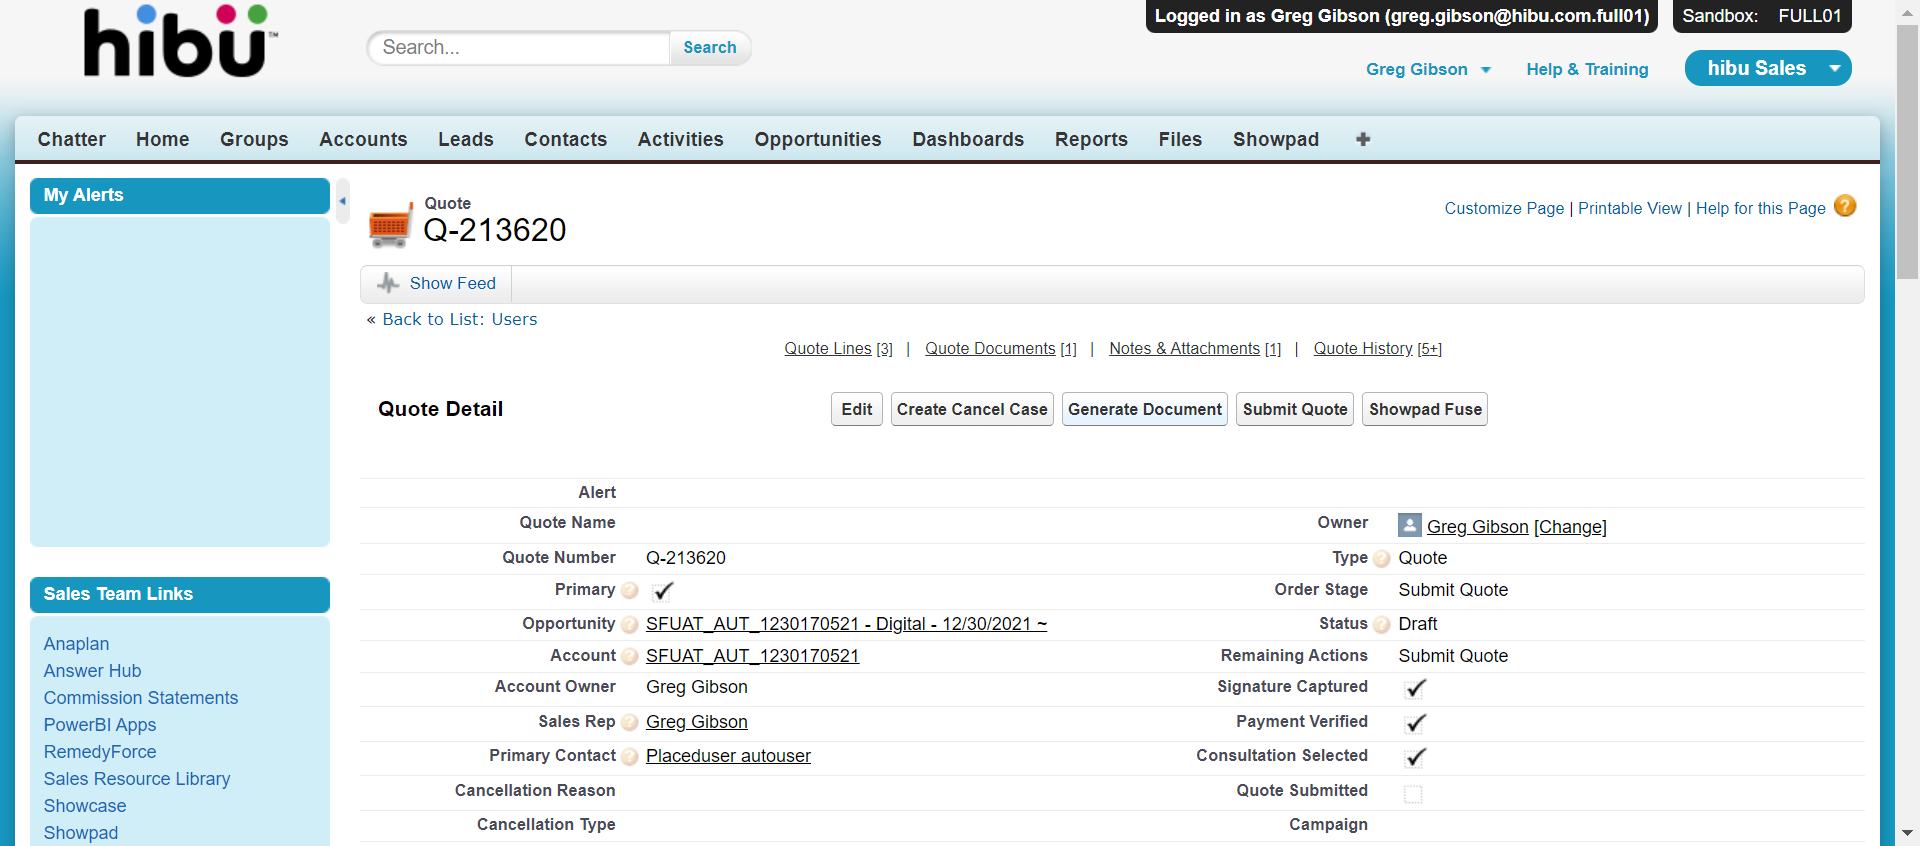 Logged in as Greg Gibson (greg.gibson@hibu.com.full01)
Sandbox: FULL01
hibu™
Search...
Search
Greg Gibson
Help & Training
hibu Sales
Chatter Home Groups Accounts Leads Contacts Activities Opportunities Dashboards Reports Files Showpad
My Alerts
Quote
Q-213620
Customize Page | Printable View | Help for this Page ?
Show Feed
« Back to List: Users
Quote Lines [3] | Quote Documents [1] | Notes & Attachments [1] | Quote History [5+]
Quote Detail
Edit Create Cancel Case Generate Document Submit Quote Showpad Fuse
Alert
Quote Name
Owner Greg Gibson [Change]
Quote Number Q-213620
Type ? Quote
Primary ?
Order Stage Submit Quote
Opportunity ? SFUAT_AUT_1230170521 - Digital - 12/30/2021 ~
Status ? Draft
Account ? SFUAT_AUT_1230170521
Remaining Actions Submit Quote
Account Owner Greg Gibson
Signature Captured
Sales Rep ? Greg Gibson
Payment Verified
Primary Contact ? Placeduser autouser
Consultation Selected
Cancellation Reason
Quote Submitted
Cancellation Type
Campaign
Sales Team Links
Anaplan
Answer Hub
Commission Statements
PowerBI Apps
RemedyForce
Sales Resource Library
Showcase
Showpad